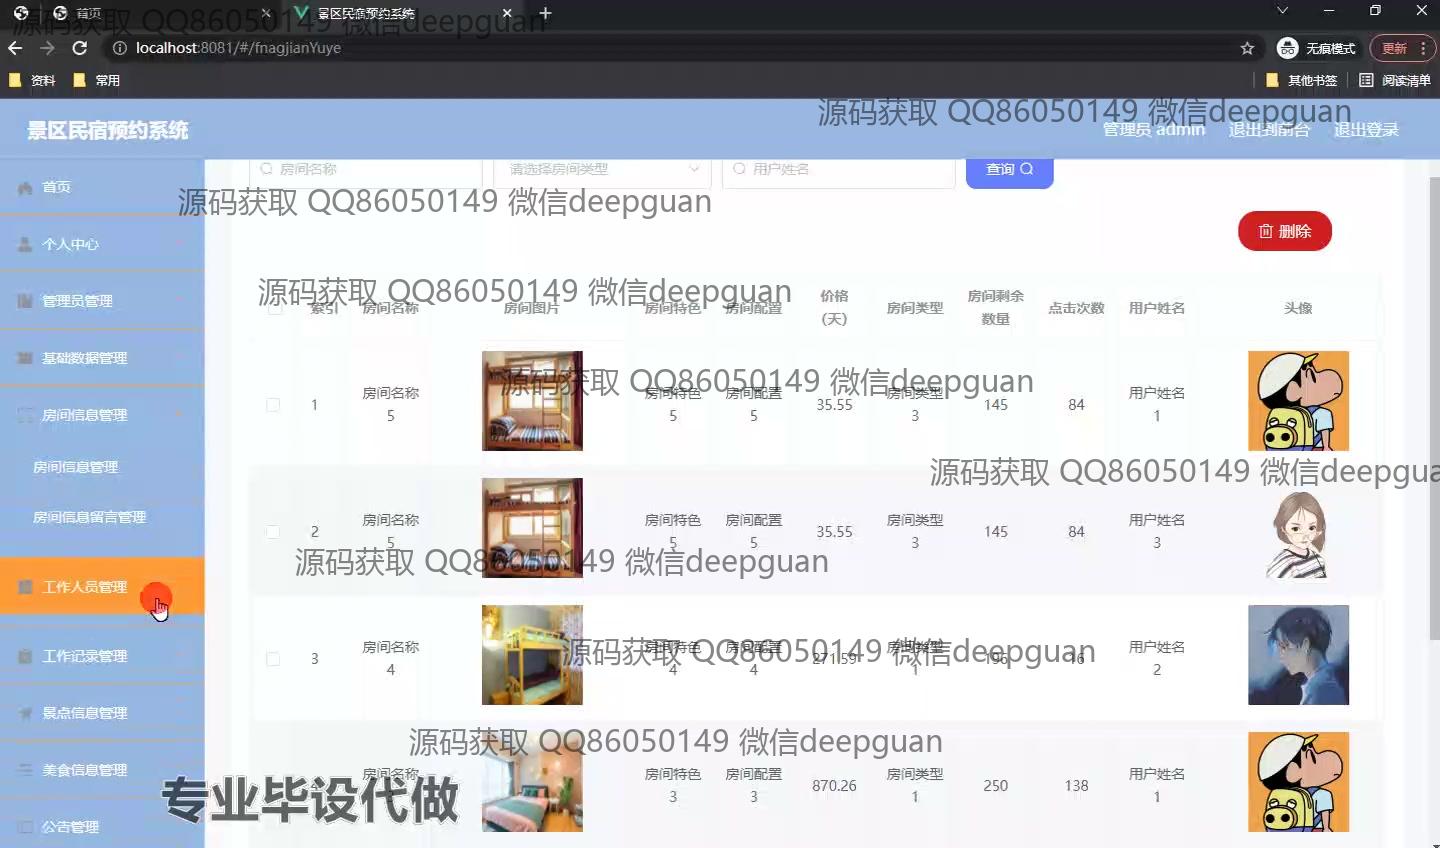 首页
景区民宿预约系统
localhost:8081/#/fnagjianYuye
无痕模式
更新
资料
常用
其他书签
阅读清单
源码获取 QQ86050149 微信deepguan
景区民宿预约系统
源码获取 QQ86050149 微信deepguan
管理员 admin
退出到前台
退出登录
房间名称
请选择房间类型
用户姓名
查询
源码获取 QQ86050149 微信deepguan
删除
首页
个人中心
管理员管理
基础数据管理
房间信息管理
房间信息管理
房间信息留言管理
工作人员管理
工作记录管理
景点信息管理
美食信息管理
公告管理
源码获取 QQ86050149 微信deepguan
索引 房间名称 房间图片 房间特色 房间配置 价格(天) 房间类型 房间剩余数量 点击次数 用户姓名 头像
1 房间名称5 房间特色5 房间配置5 35.55 房间类型3 145 84 用户姓名1
源码获取 QQ86050149 微信deepguan
源码获取 QQ86050149 微信deepgua
2 房间名称5 房间特色5 房间配置5 35.55 房间类型3 145 84 用户姓名3
源码获取 QQ86050149 微信deepguan
3 房间名称4 房间特色4 房间配置4 271.59 房间类型1 196 16 用户姓名2
源码获取 QQ86050149 微信deepguan
源码获取 QQ86050149 微信deepguan
房间名称 房间特色3 房间配置3 870.26 房间类型1 250 138 用户姓名1
专业毕设代做